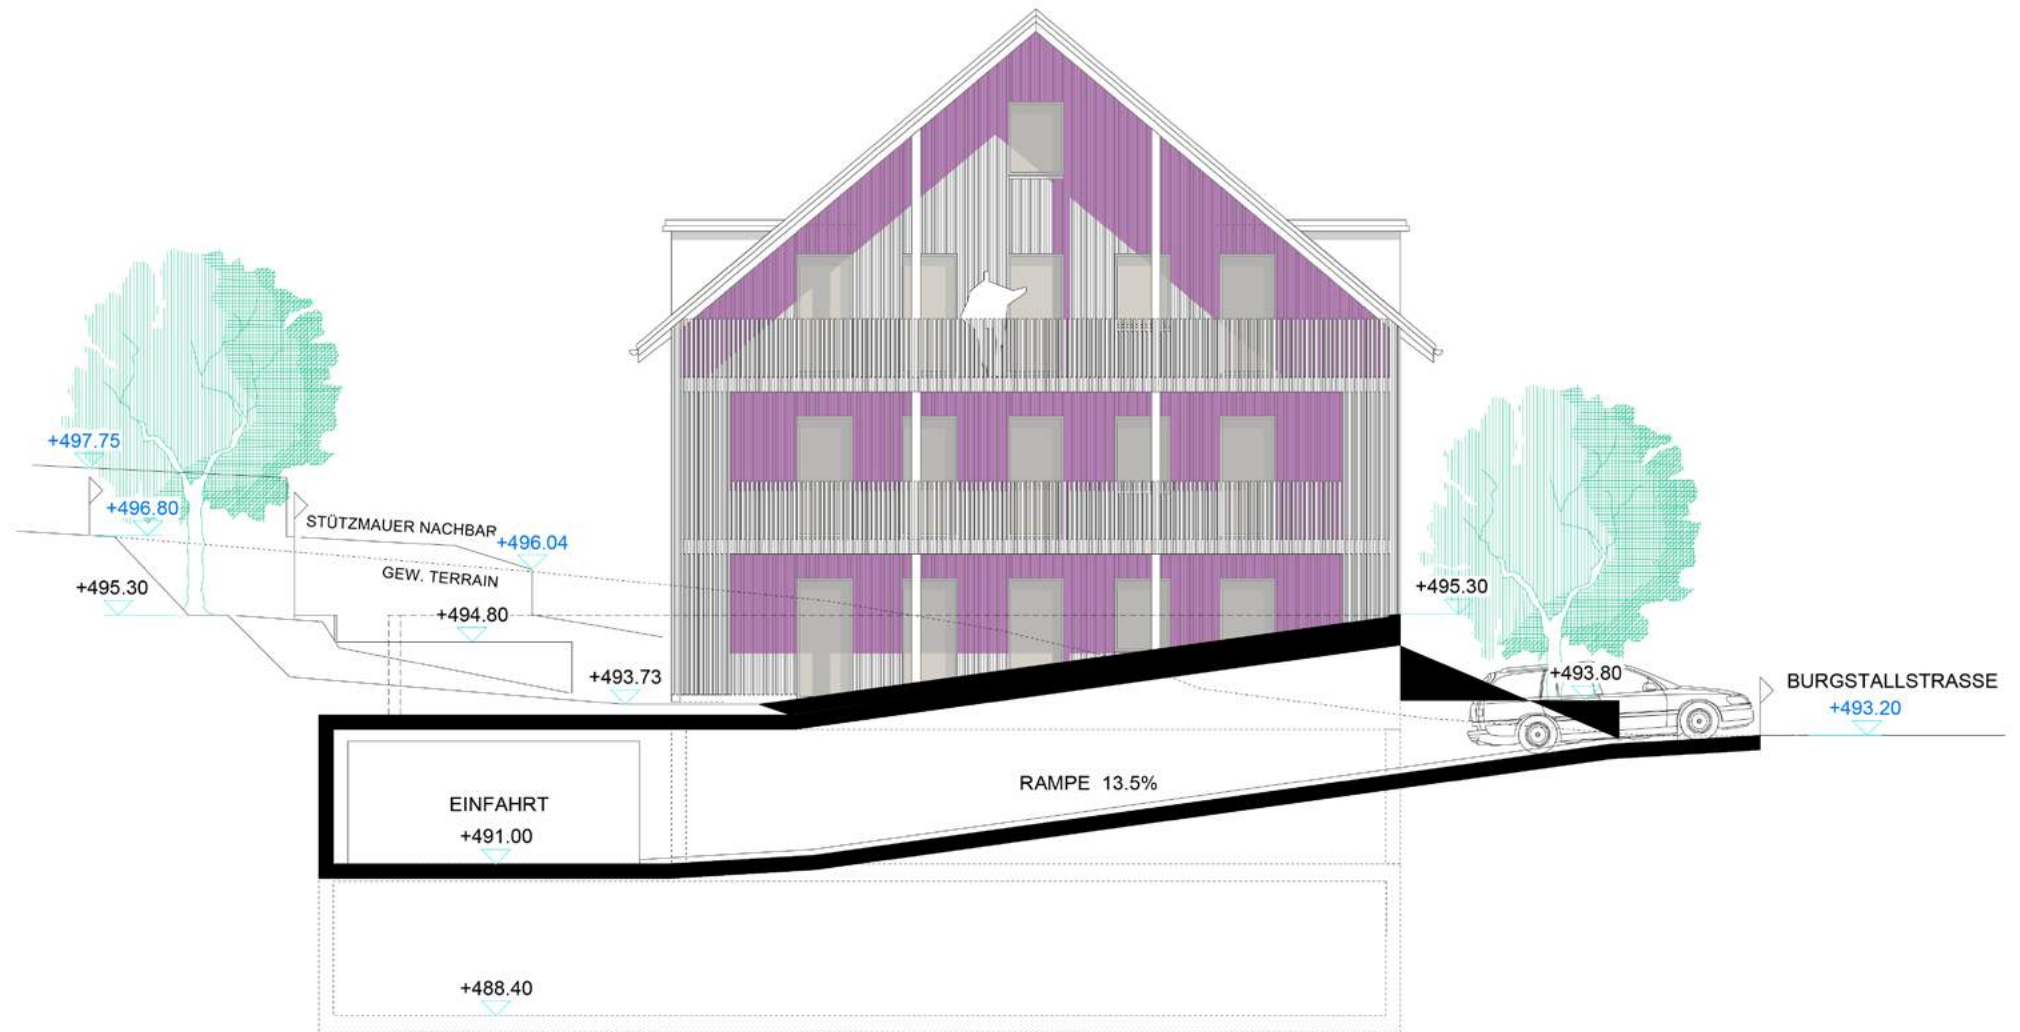 +497.75
+496.80
STÜTZMAUER NACHBAR
+496.04
GEW. TERRAIN
+495.30
+495.30
+494.80
+493.73
+493.80
BURGSTALLSTRASSE
+493.20
RAMPE 13.5%
EINFAHRT
+491.00
+488.40